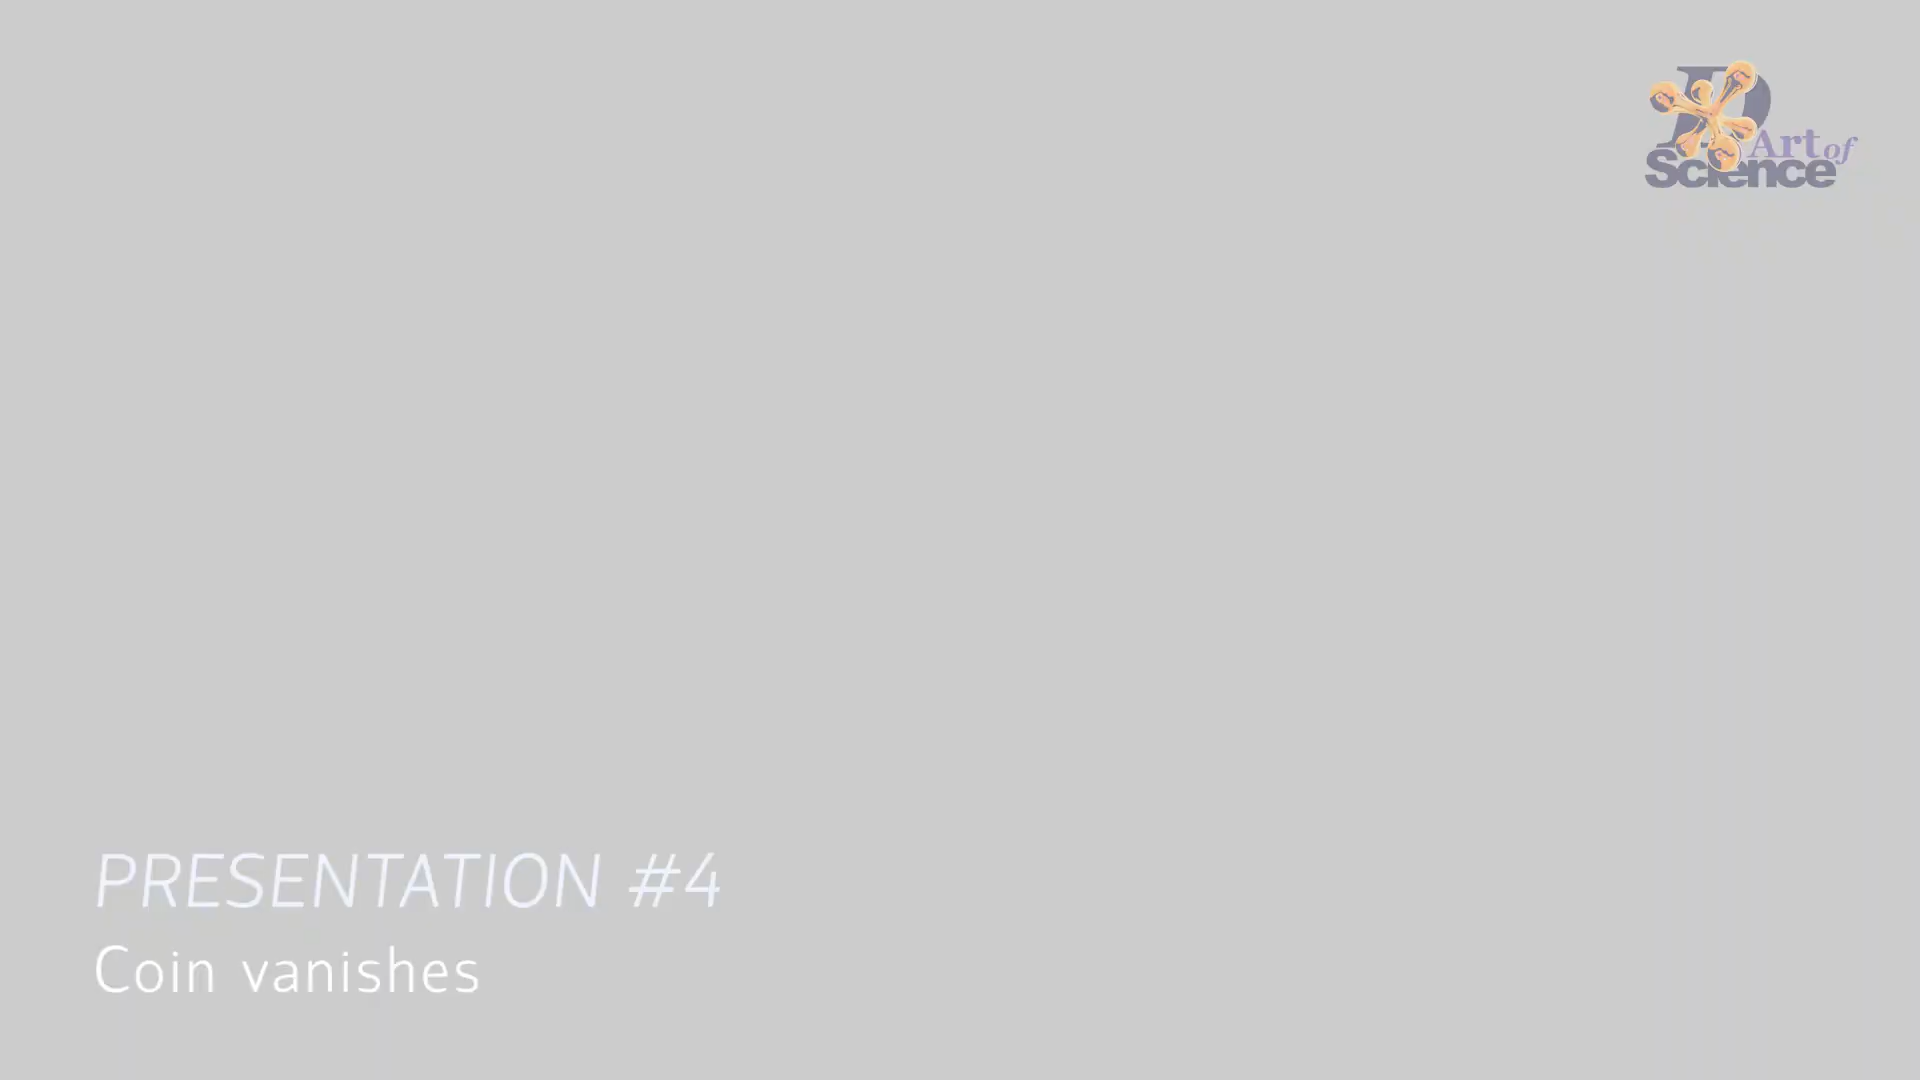 D
Art of
Science
PRESENTATION #4
Coin vanishes